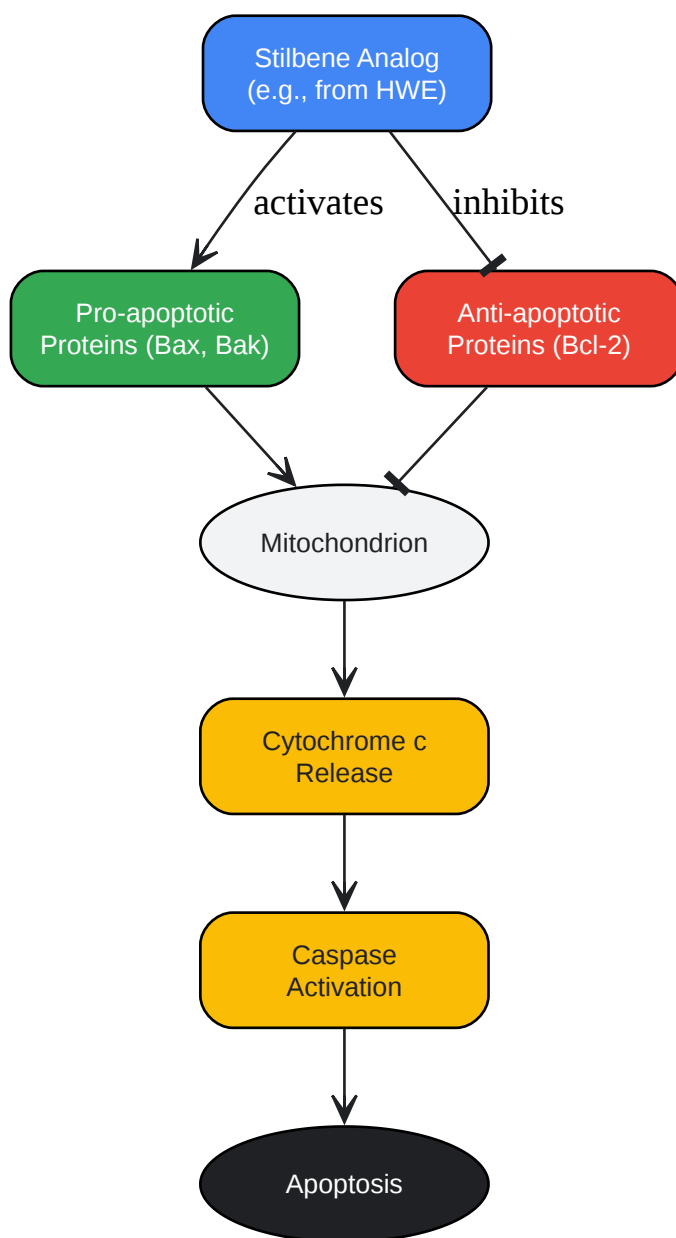 Stilbene Analog
(e.g., from HWE)
activates
inhibits
Pro-apoptotic
Proteins (Bax, Bak)
Anti-apoptotic
Proteins (Bcl-2)
Mitochondrion
Cytochrome c
Release
Caspase
Activation
Apoptosis